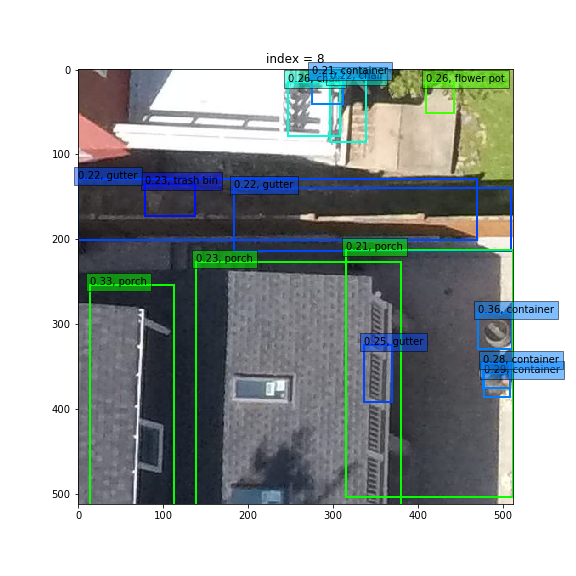 index = 8
0.21, container
0.26, chair
0.22, chair
0.26, flower pot
0.22, gutter
0.23, trash bin
0.22, gutter
0.21, porch
0.23, porch
0.33, porch
0.36, container
0.25, gutter
0.28, container
0.29, container
0
100
200
300
400
500
0
100
200
300
400
500